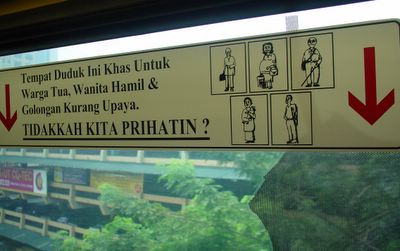 Tempat Duduk Ini Khas Untuk
Warga Tua, Wanita Hamil &
Golongan Kurang Upaya.
TIDAKKAH KITA PRIHATIN ?